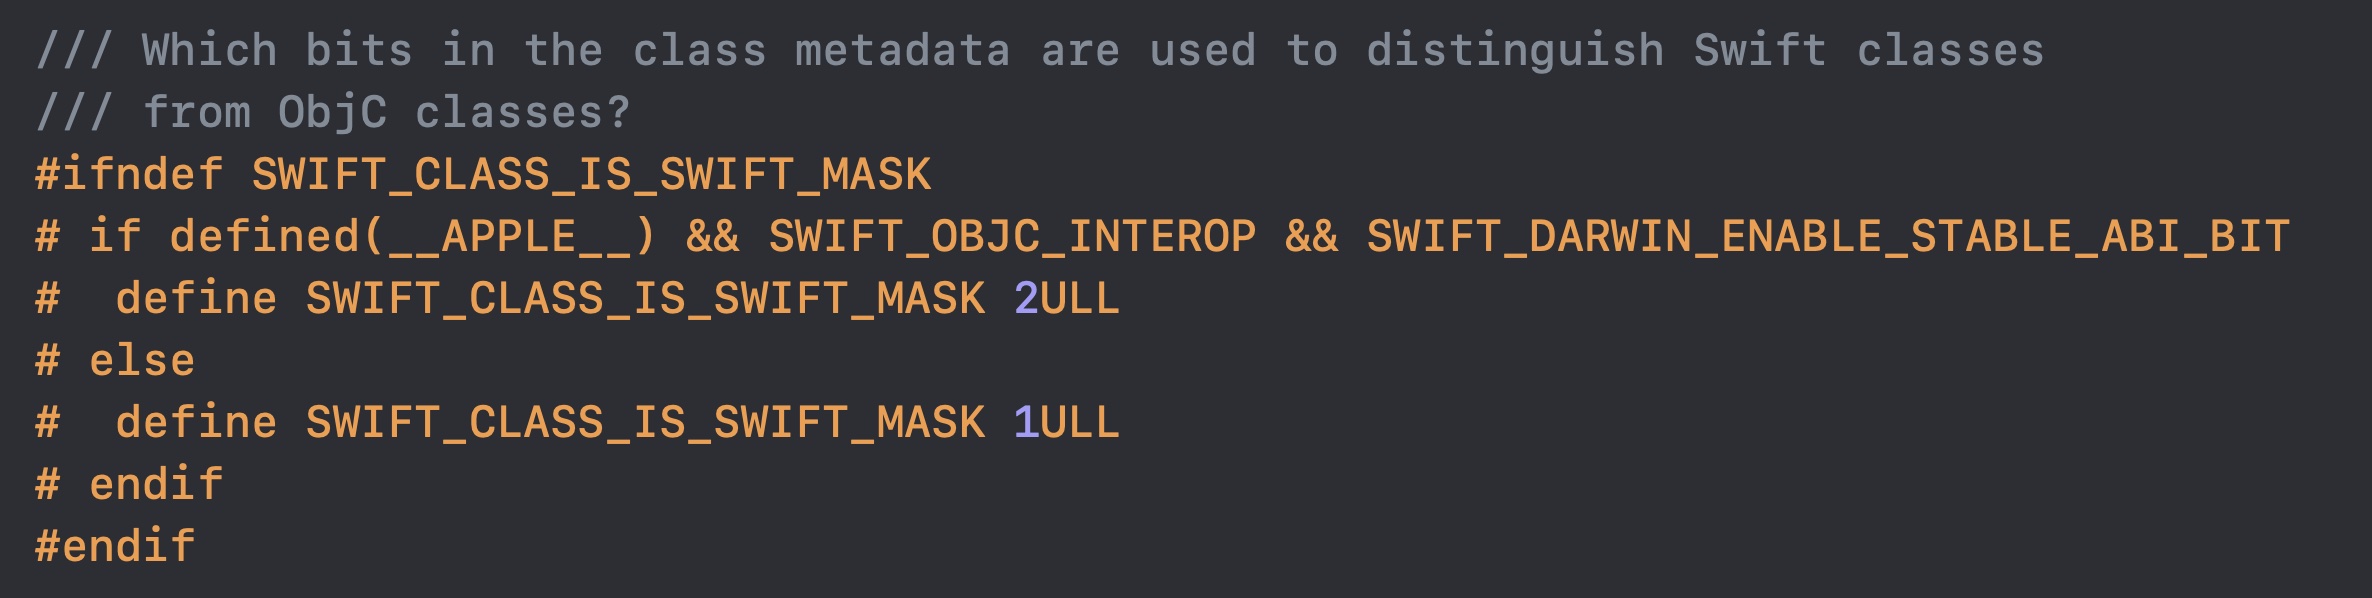 /// Which bits in the class metadata are used to distinguish Swift classes
/// from ObjC classes?
#ifndef SWIFT_CLASS_IS_SWIFT_MASK
# if defined(__APPLE__) && SWIFT_OBJC_INTEROP && SWIFT_DARWIN_ENABLE_STABLE_ABI_BIT
#  define SWIFT_CLASS_IS_SWIFT_MASK 2ULL
# else
#  define SWIFT_CLASS_IS_SWIFT_MASK 1ULL
# endif
#endif